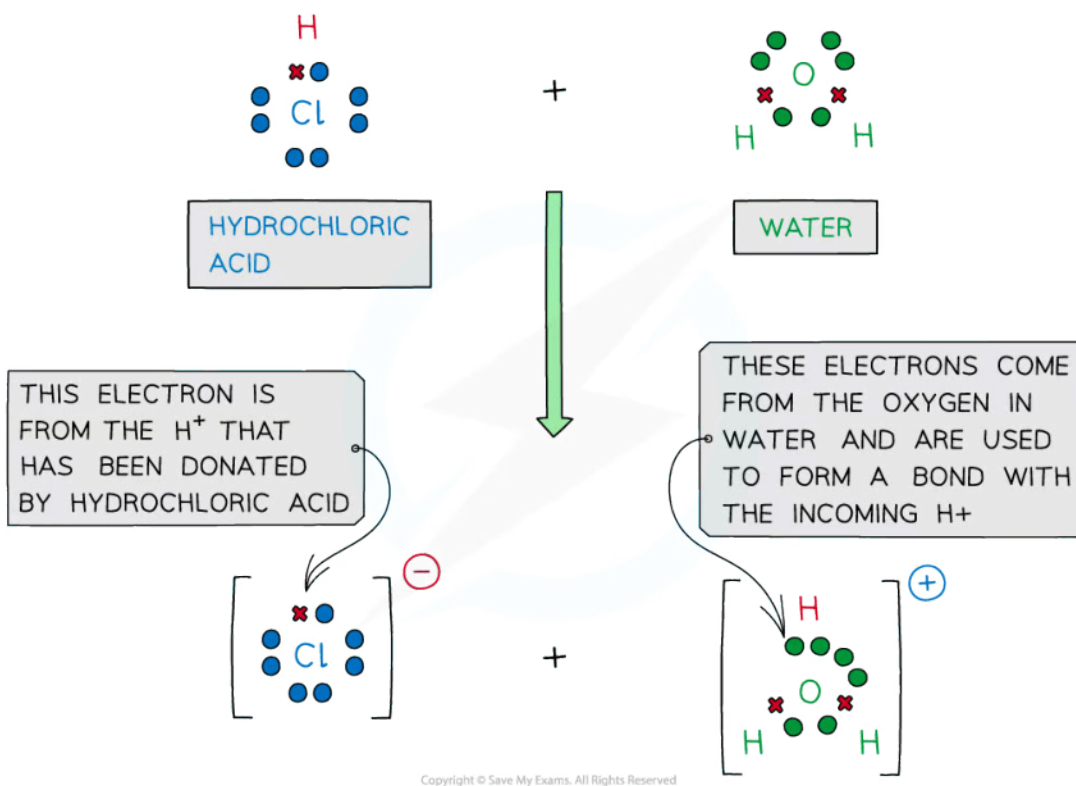 H
Cl
+
O
H H
HYDROCHLORIC
ACID
WATER
THIS ELECTRON IS
FROM THE H⁺ THAT
HAS BEEN DONATED
BY HYDROCHLORIC ACID
THESE ELECTRONS COME
FROM THE OXYGEN IN
WATER AND ARE USED
TO FORM A BOND WITH
THE INCOMING H+
Cl
−
+
H
O
H H
+
Copyright © Save My Exams. All Rights Reserved